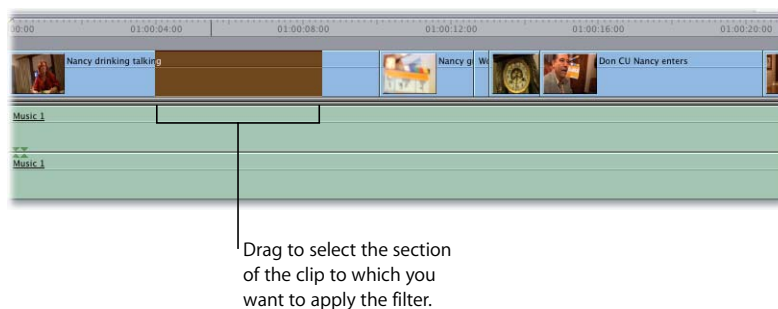 00:00 01:00:04:00 01:00:08:00 01:00:12:00 01:00:16:00 01:00:20:00
Nancy drinking talking Nancy g Don CU Nancy enters
Music 1
Music 1
Drag to select the section
of the clip to which you
want to apply the filter.